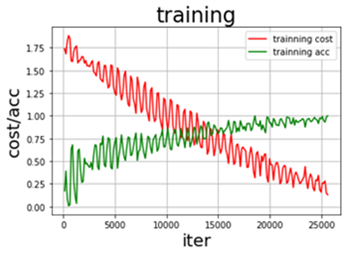 training
trainning cost
trainning acc
cost/acc
1.75
1.50
1.25
1.00
0.75
0.50
0.25
0.00
0
5000
10000
15000
20000
25000
iter